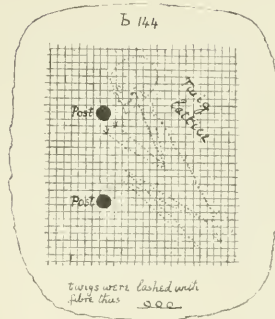 b 144
Twig
lattice
Post
Post
twigs were lashed with
fibre thus